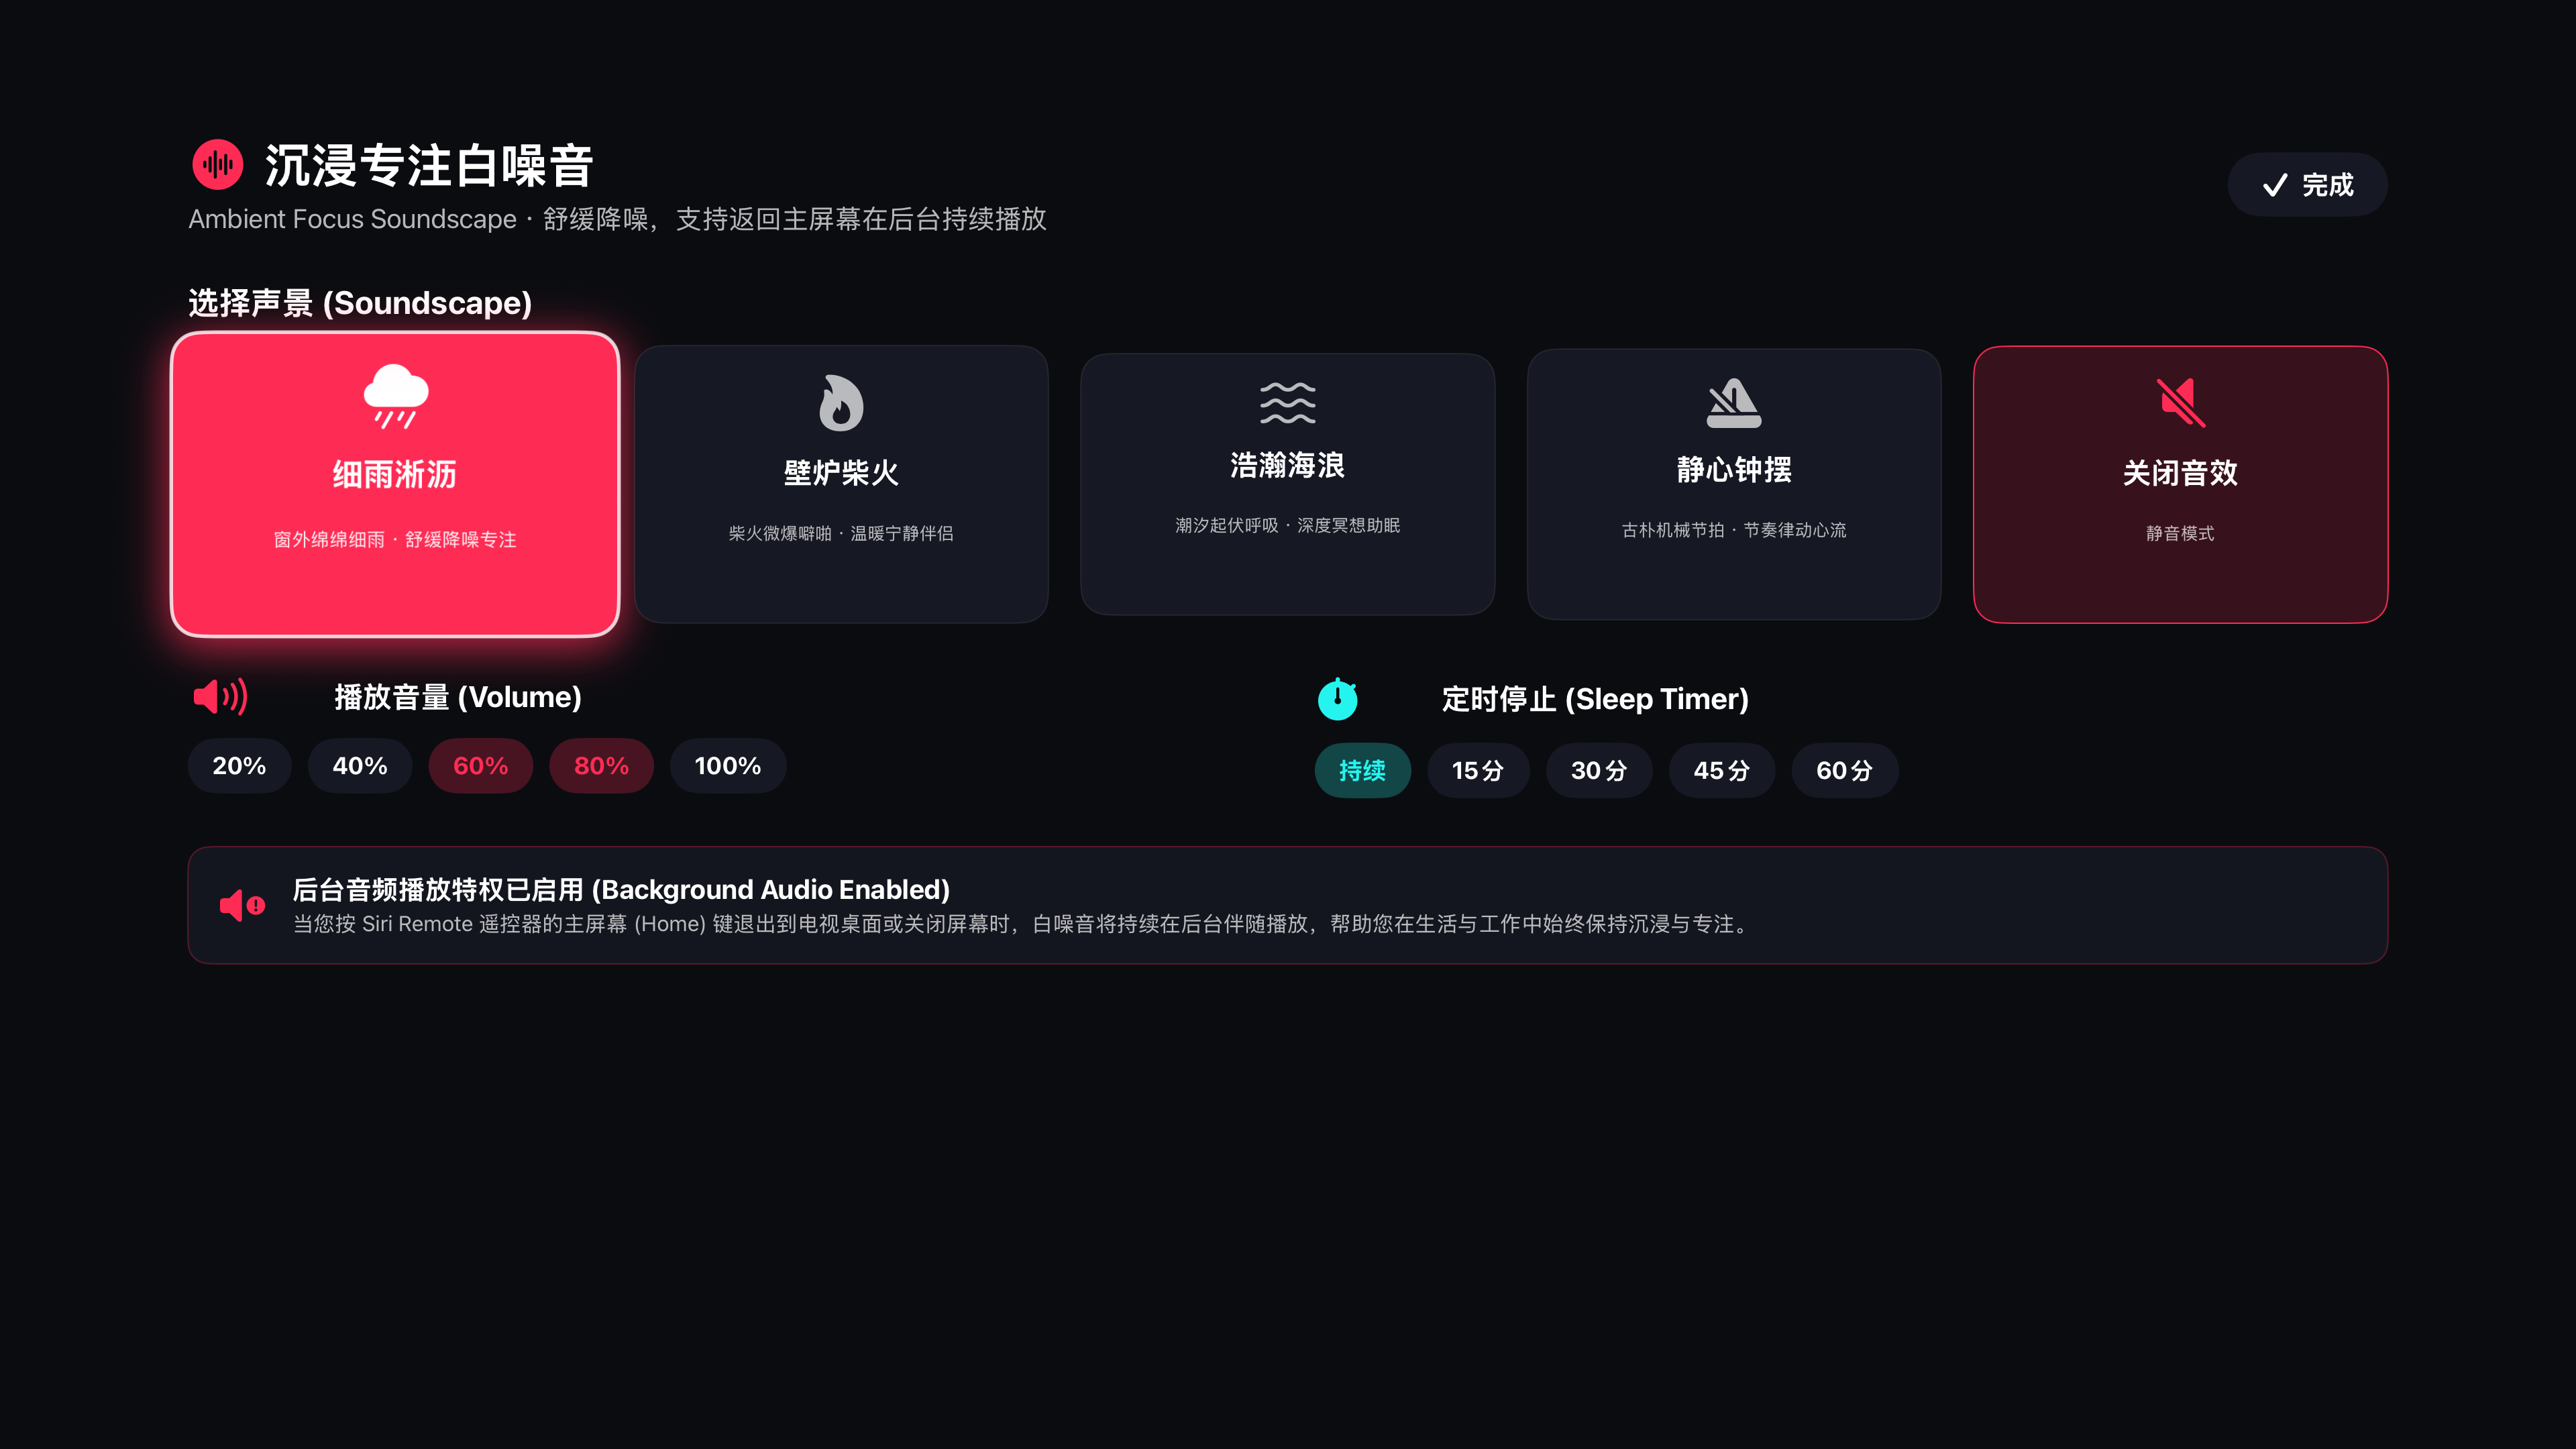 沉浸专注白噪音
Ambient Focus Soundscape · 舒缓降噪，支持返回主屏幕在后台持续播放
完成
选择声景 (Soundscape)
细雨淅沥
窗外绵绵细雨 · 舒缓降噪专注
壁炉柴火
柴火微爆噼啪 · 温暖宁静伴侣
浩瀚海浪
潮汐起伏呼吸 · 深度冥想助眠
静心钟摆
古朴机械节拍 · 节奏律动心流
关闭音效
静音模式
播放音量 (Volume)
20%
40%
60%
80%
100%
定时停止 (Sleep Timer)
持续
15分
30分
45分
60分
后台音频播放特权已启用 (Background Audio Enabled)
当您按 Siri Remote 遥控器的主屏幕 (Home) 键退出到电视桌面或关闭屏幕时，白噪音将持续在后台伴随播放，帮助您在生活与工作中始终保持沉浸与专注。